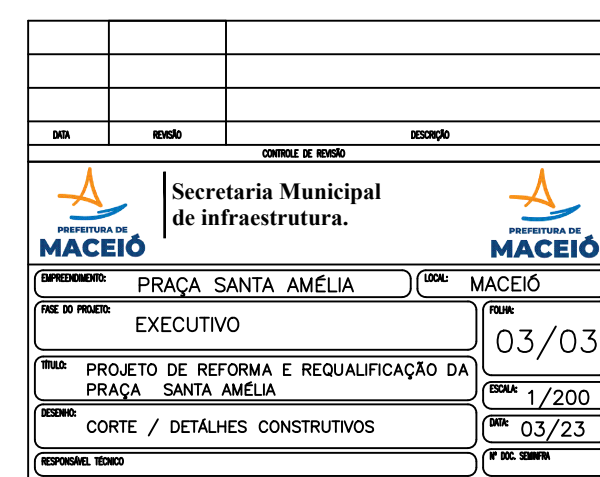 DATA REVISÃO DESCRIÇÃO
CONTROLE DE REVISÃO
PREFEITURA DE
MACEIÓ
Secretaria Municipal
de infraestrutura.
PREFEITURA DE
MACEIÓ
EMPREENDIMENTO: PRAÇA SANTA AMÉLIA
LOCAL: MACEIÓ
FASE DO PROJETO:
EXECUTIVO
FOLHA:
03/03
TÍTULO: PROJETO DE REFORMA E REQUALIFICAÇÃO DA
PRAÇA SANTA AMÉLIA
ESCALA: 1/200
DESENHO:
CORTE / DETÁLHES CONSTRUTIVOS
DATA: 03/23
RESPONSÁVEL TÉCNICO
Nº DOC. SEMINFRA